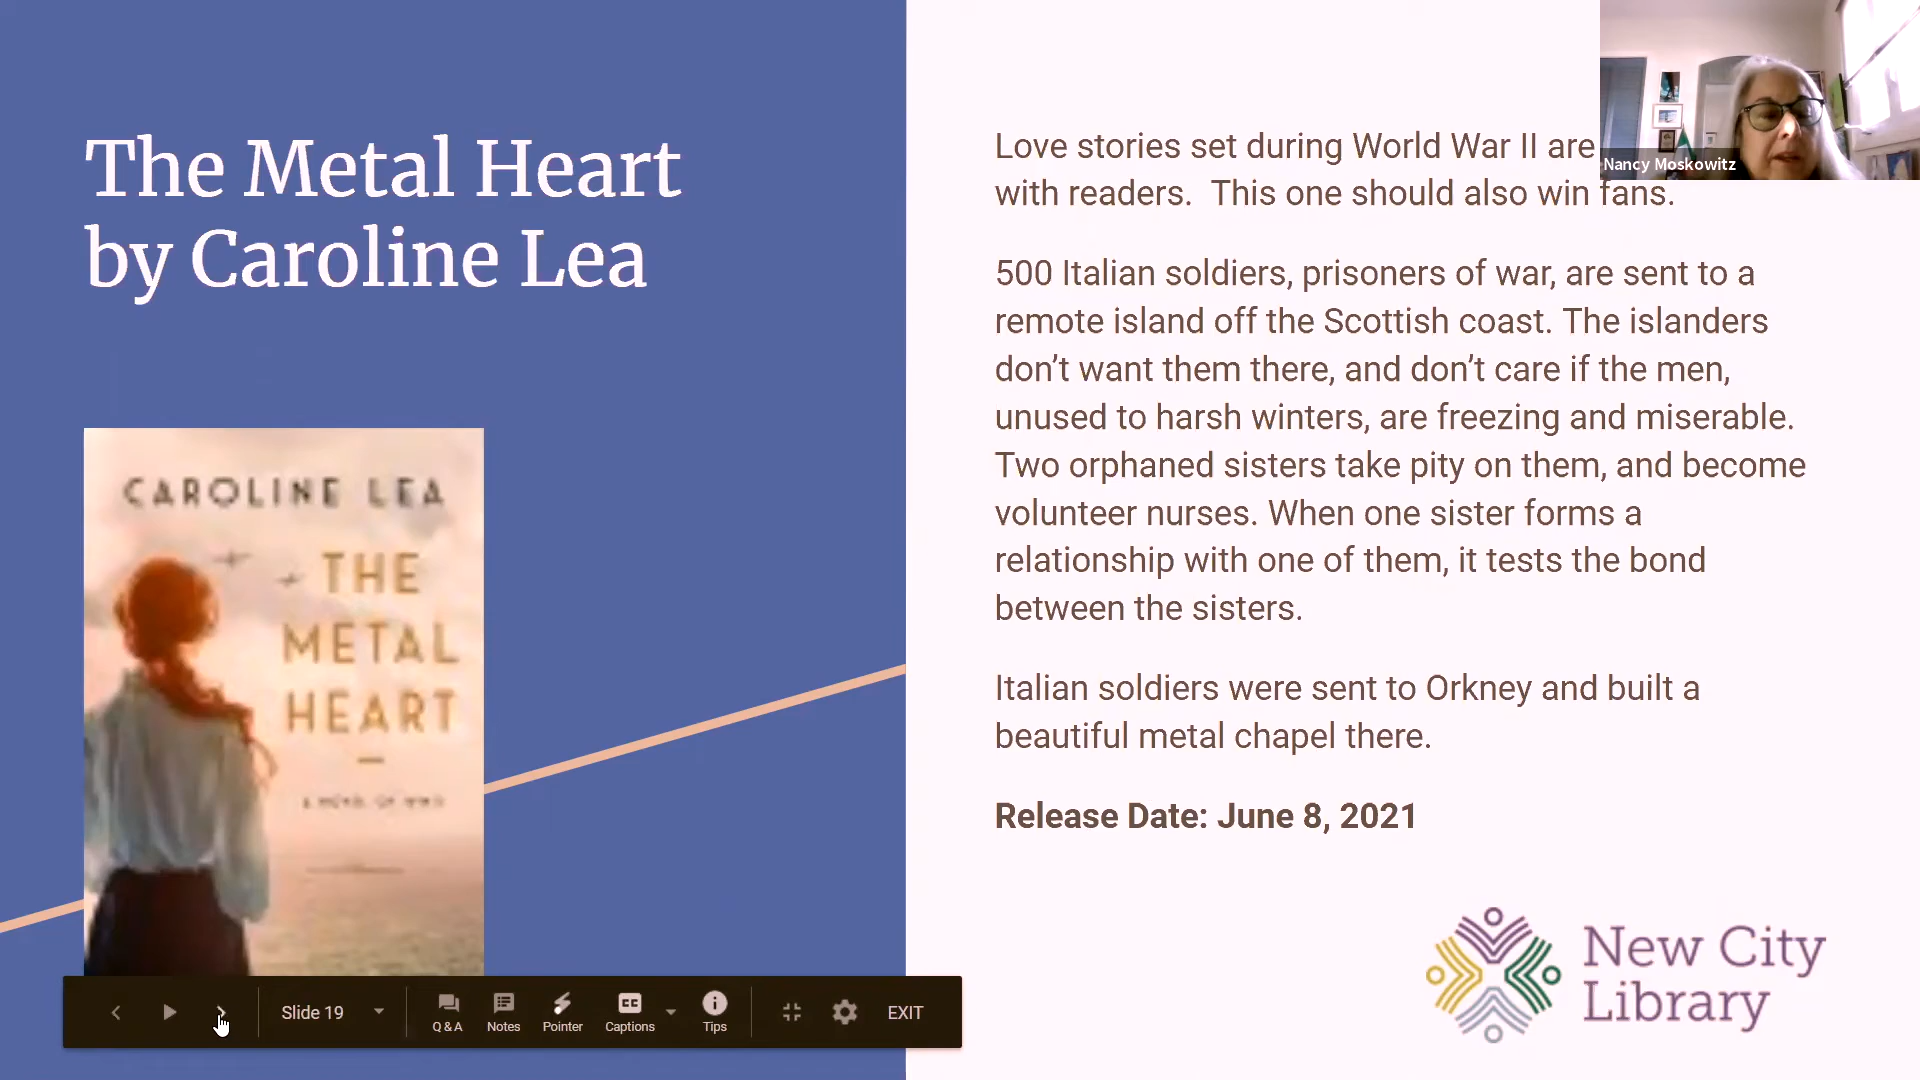 The Metal Heart
by Caroline Lea
CAROLINE LEA
THE
METAL
HEART
A NOVEL OF WWII
Love stories set during World War II are
with readers.  This one should also win fans.
500 Italian soldiers, prisoners of war, are sent to a
remote island off the Scottish coast. The islanders
don’t want them there, and don’t care if the men,
unused to harsh winters, are freezing and miserable.
Two orphaned sisters take pity on them, and become
volunteer nurses. When one sister forms a
relationship with one of them, it tests the bond
between the sisters.
Italian soldiers were sent to Orkney and built a
beautiful metal chapel there.
Release Date: June 8, 2021
Nancy Moskowitz
New City
Library
Slide 19
Q & A
Notes
Pointer
CC
Captions
Tips
EXIT